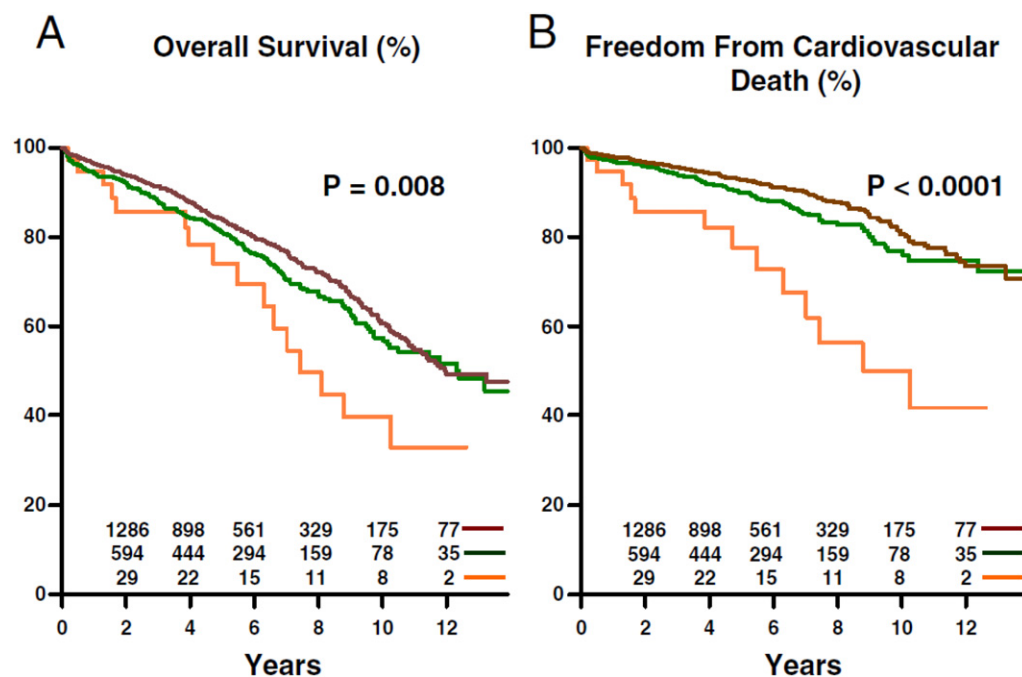 A
Overall Survival (%)
100
80
60
40
20
0
P = 0.008
1286 898 561 329 175 77
594 444 294 159 78 35
29 22 15 11 8 2
0 2 4 6 8 10 12
Years
B
Freedom From Cardiovascular
Death (%)
100
80
60
40
20
0
P < 0.0001
1286 898 561 329 175 77
594 444 294 159 78 35
29 22 15 11 8 2
0 2 4 6 8 10 12
Years